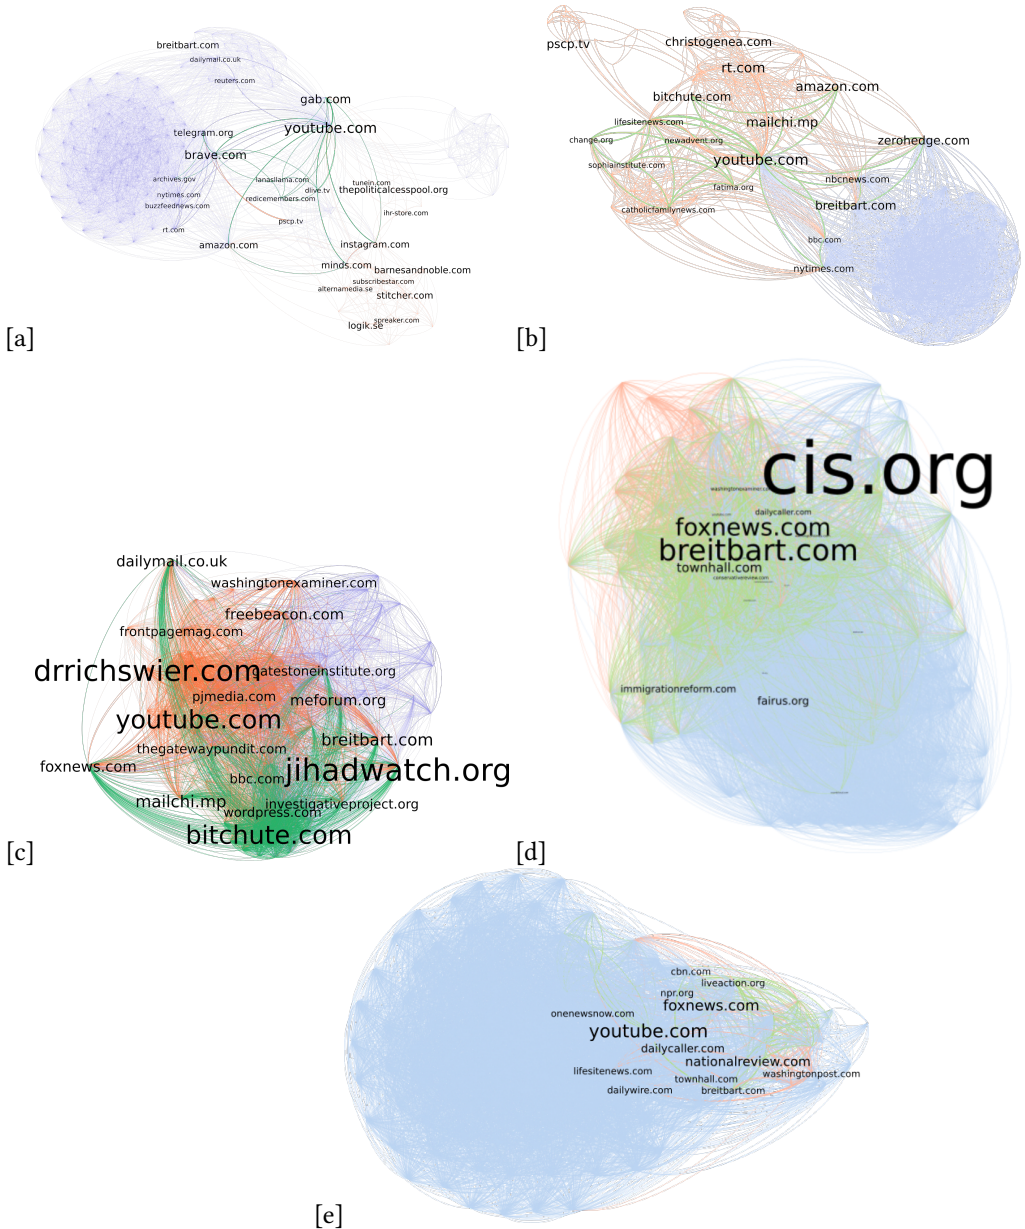 breitbart.com
dailymail.co.uk
reuters.com
gab.com
youtube.com
telegram.org
brave.com
archives.gov
lanasllama.com
tunein.com
dlive.tv
thepoliticalcesspool.org
nytimes.com
redicemembers.com
buzzfeednews.com
ihr-store.com
pscp.tv
rt.com
amazon.com
instagram.com
minds.com
barnesandnoble.com
subscribestar.com
alternamedia.se
stitcher.com
spreaker.com
logik.se
[a]
pscp.tv
christogenea.com
rt.com
amazon.com
bitchute.com
lifesitenews.com
mailchi.mp
change.org
newadvent.org
zerohedge.com
youtube.com
sophiainstitute.com
nbcnews.com
fatima.org
breitbart.com
catholicfamilynews.com
bbc.com
nytimes.com
[b]
dailymail.co.uk
washingtonexaminer.com
freebeacon.com
frontpagemag.com
drrichswier.com
gatestoneinstitute.org
pjmedia.com
meforum.org
youtube.com
breitbart.com
thegatewaypundit.com
foxnews.com
jihadwatch.org
bbc.com
mailchi.mp
investigativeproject.org
wordpress.com
bitchute.com
[c]
cis.org
washingtonexaminer.com
dailycaller.com
foxnews.com
breitbart.com
townhall.com
conservativereview.com
immigrationreform.com
fairus.org
[d]
cbn.com
liveaction.org
npr.org
foxnews.com
onenewsnow.com
youtube.com
dailycaller.com
nationalreview.com
lifesitenews.com
washingtonpost.com
townhall.com
dailywire.com
breitbart.com
[e]